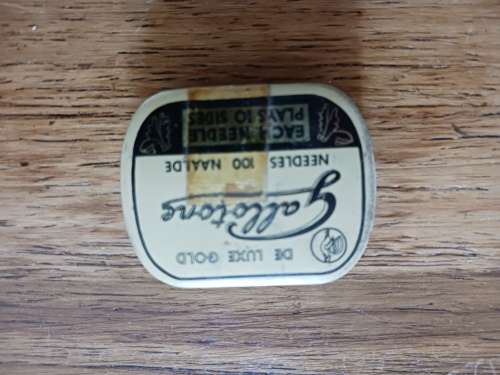 DE LUXE GOLD
Gallotone
NEEDLES 100 NAALDE
EACH NEEDLE
PLAYS 10 SIDES